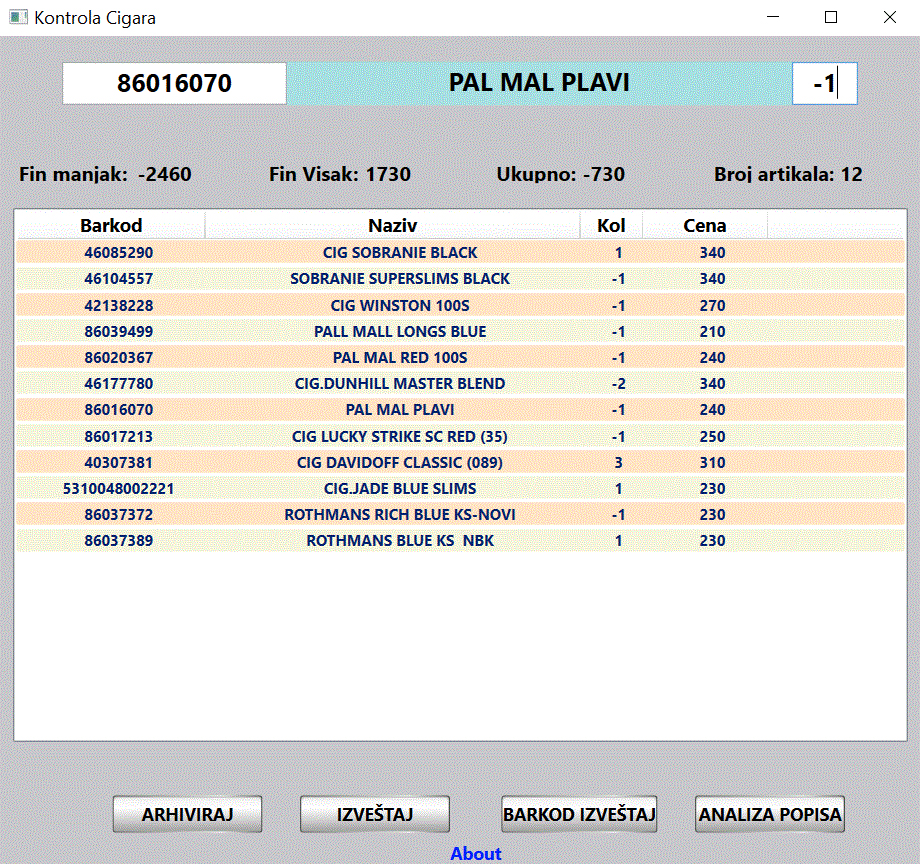 Kontrola Cigara
86016070 PAL MAL PLAVI -1
Fin manjak: -2460 Fin Visak: 1730 Ukupno: -730 Broj artikala: 12
Barkod Naziv Kol Cena
46085290 CIG SOBRANIE BLACK 1 340
46104557 SOBRANIE SUPERSLIMS BLACK -1 340
42138228 CIG WINSTON 100S -1 270
86039499 PALL MALL LONGS BLUE -1 210
86020367 PAL MAL RED 100S -1 240
46177780 CIG.DUNHILL MASTER BLEND -2 340
86016070 PAL MAL PLAVI -1 240
86017213 CIG LUCKY STRIKE SC RED (35) -1 250
40307381 CIG DAVIDOFF CLASSIC (089) 3 310
5310048002221 CIG.JADE BLUE SLIMS 1 230
86037372 ROTHMANS RICH BLUE KS-NOVI -1 230
86037389 ROTHMANS BLUE KS  NBK 1 230
ARHIVIRAJ IZVEŠTAJ BARKOD IZVEŠTAJ ANALIZA POPISA
About